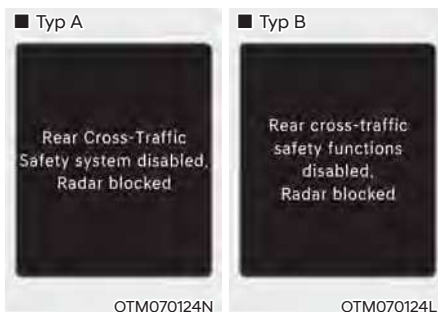 ■ Typ A
Rear Cross-Traffic
Safety system disabled.
Radar blocked
OTM070124N
■ Typ B
Rear cross-traffic
safety functions
disabled.
Radar blocked
OTM070124L